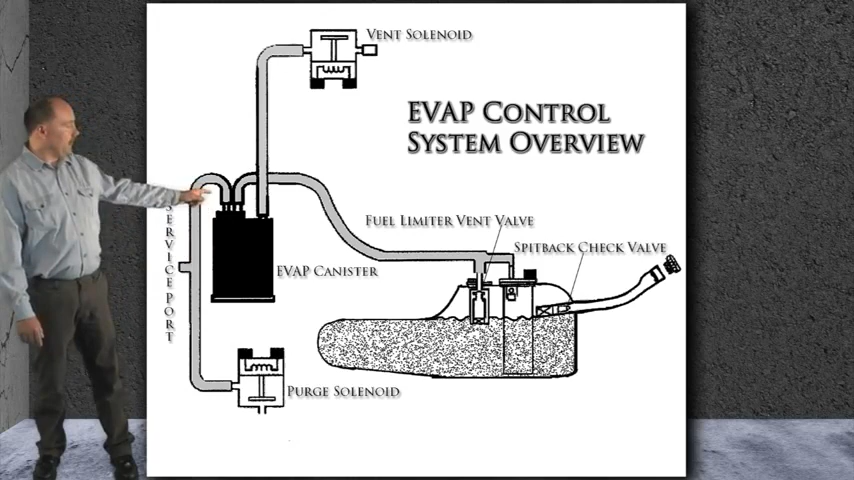 Vent Solenoid
EVAP Control
System Overview
Fuel Limiter Vent Valve
Spitback Check Valve
Service Port
EVAP Canister
Purge Solenoid